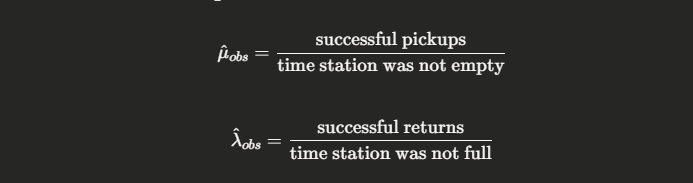 μ̂_obs = successful pickups / time station was not empty
λ̂_obs = successful returns / time station was not full